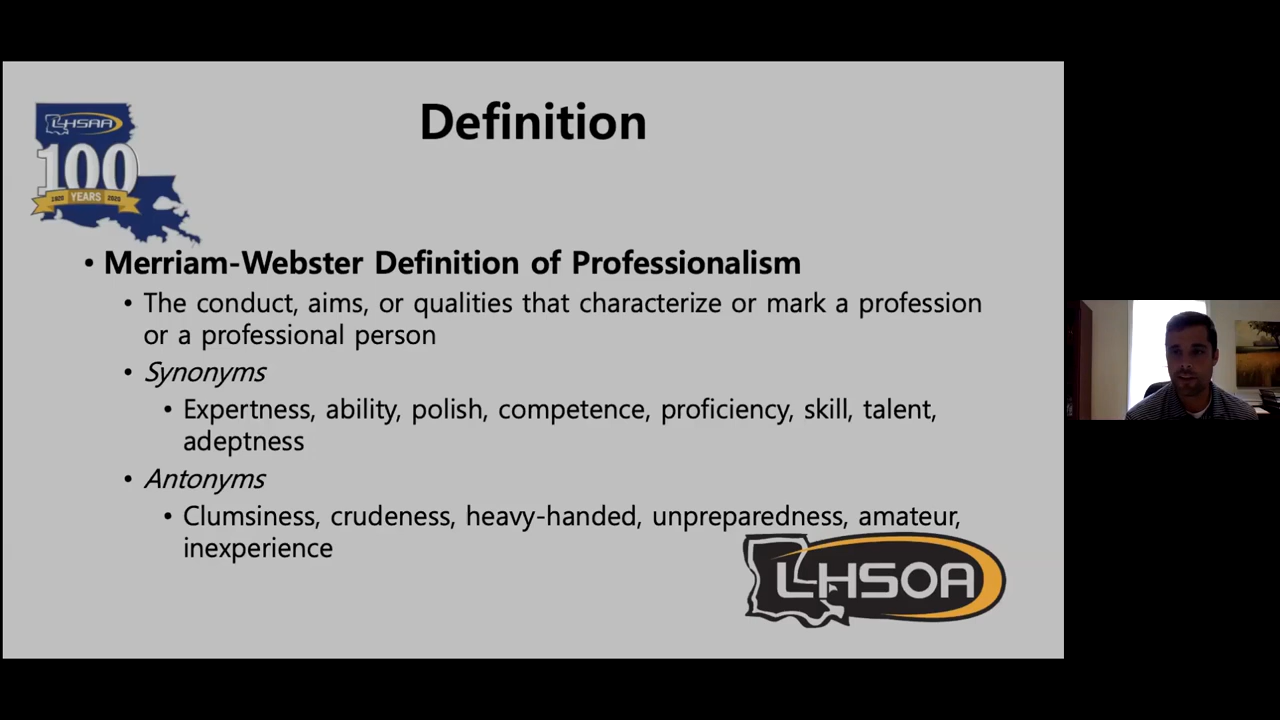 Definition
LHSAA
100
1920 YEARS 2020
• Merriam-Webster Definition of Professionalism
• The conduct, aims, or qualities that characterize or mark a profession
or a professional person
• Synonyms
• Expertness, ability, polish, competence, proficiency, skill, talent,
adeptness
• Antonyms
• Clumsiness, crudeness, heavy-handed, unpreparedness, amateur,
inexperience
LHSOA